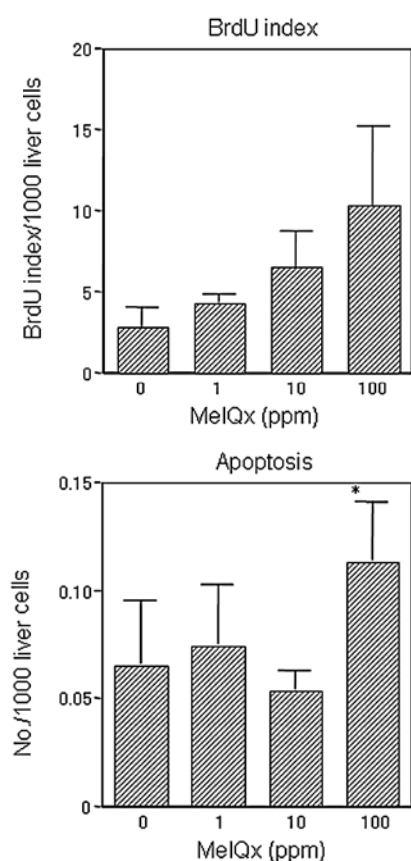 BrdU index
BrdU index/1000 liver cells
20
15
10
5
0
0 1 10 100
MeIQx (ppm)
Apoptosis
No./1000 liver cells
0.15
0.10
0.05
0
*
0 1 10 100
MeIQx (ppm)